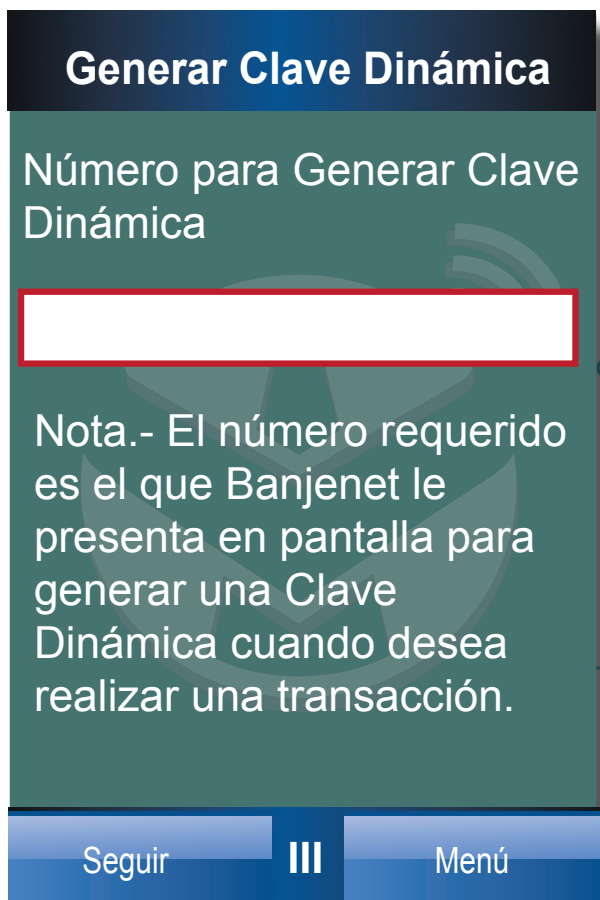 Generar Clave Dinámica
Número para Generar Clave
Dinámica
Nota.- El número requerido
es el que Banjenet le
presenta en pantalla para
generar una Clave
Dinámica cuando desea
realizar una transacción.
Seguir III Menú